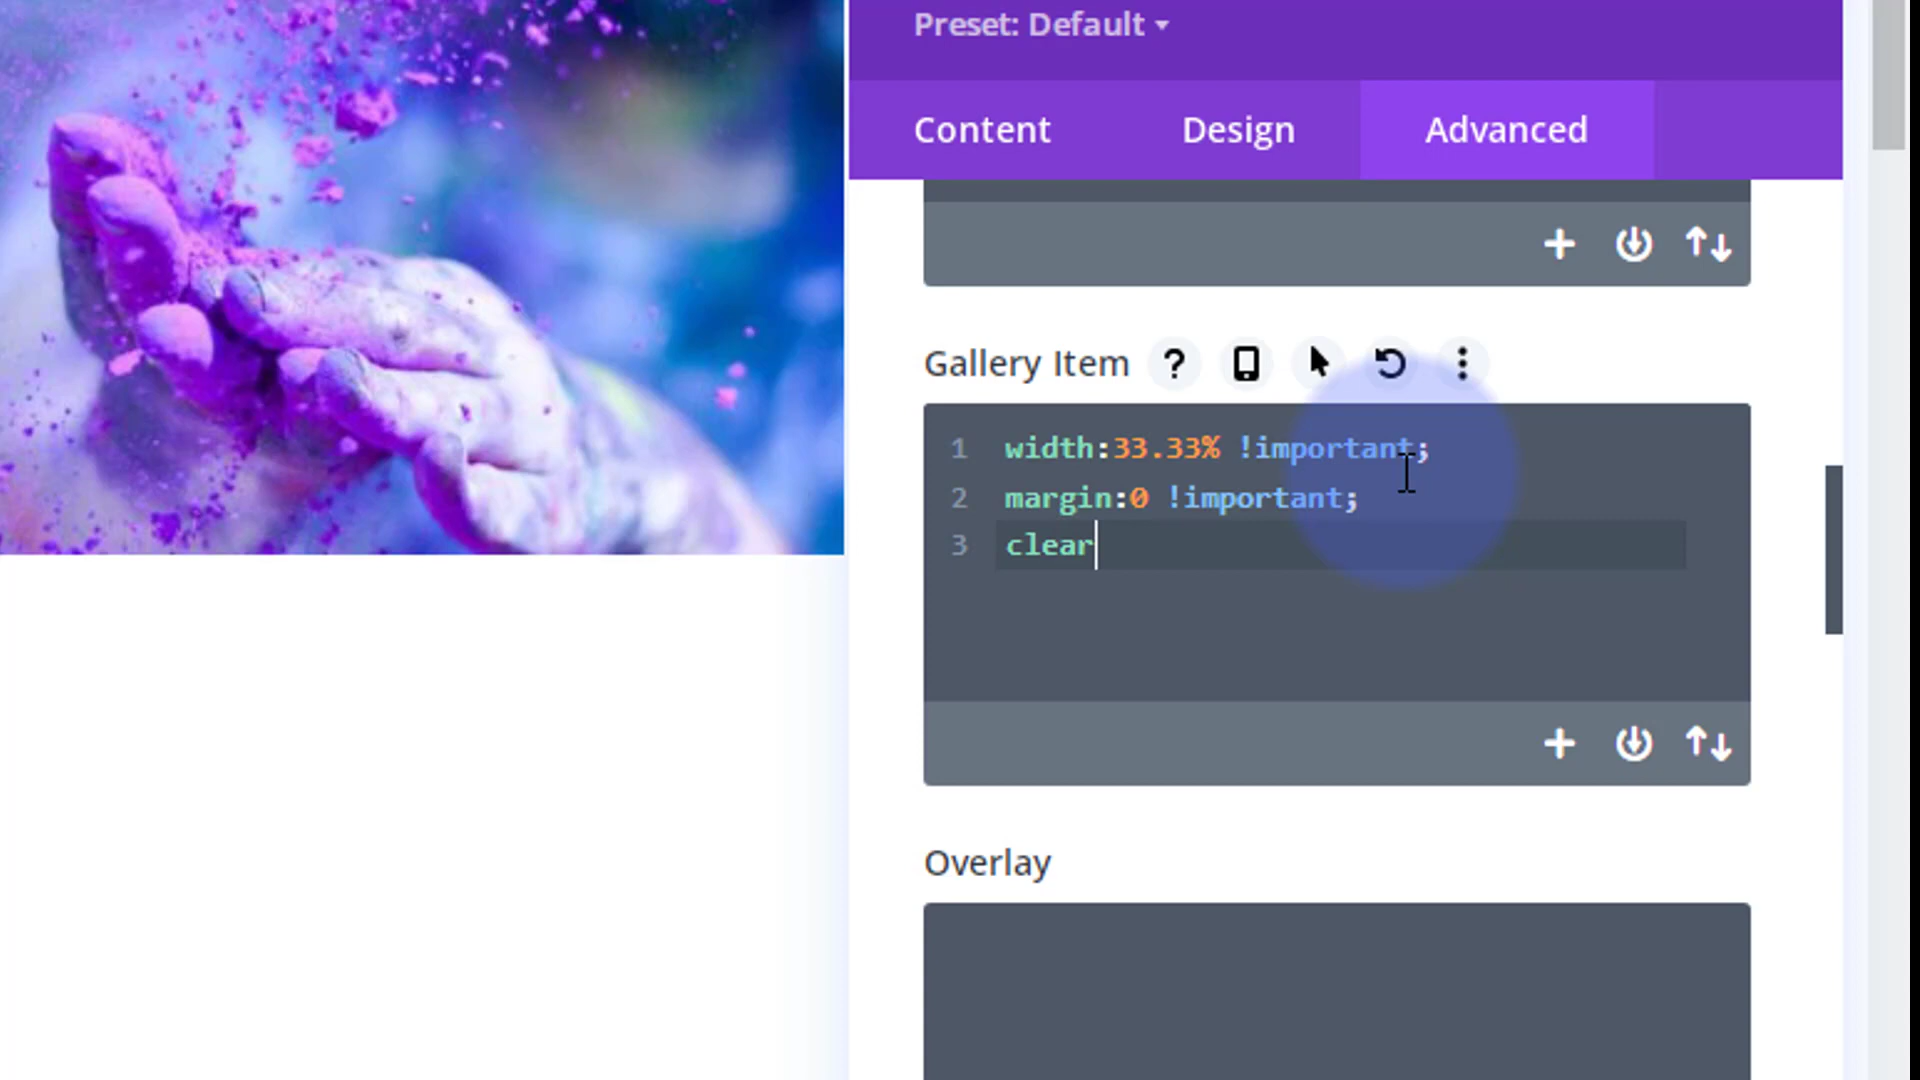 Preset: Default
Content Design Advanced
Gallery Item
1 width:33.33% !important;
2 margin:0 !important;
3 clear
Overlay